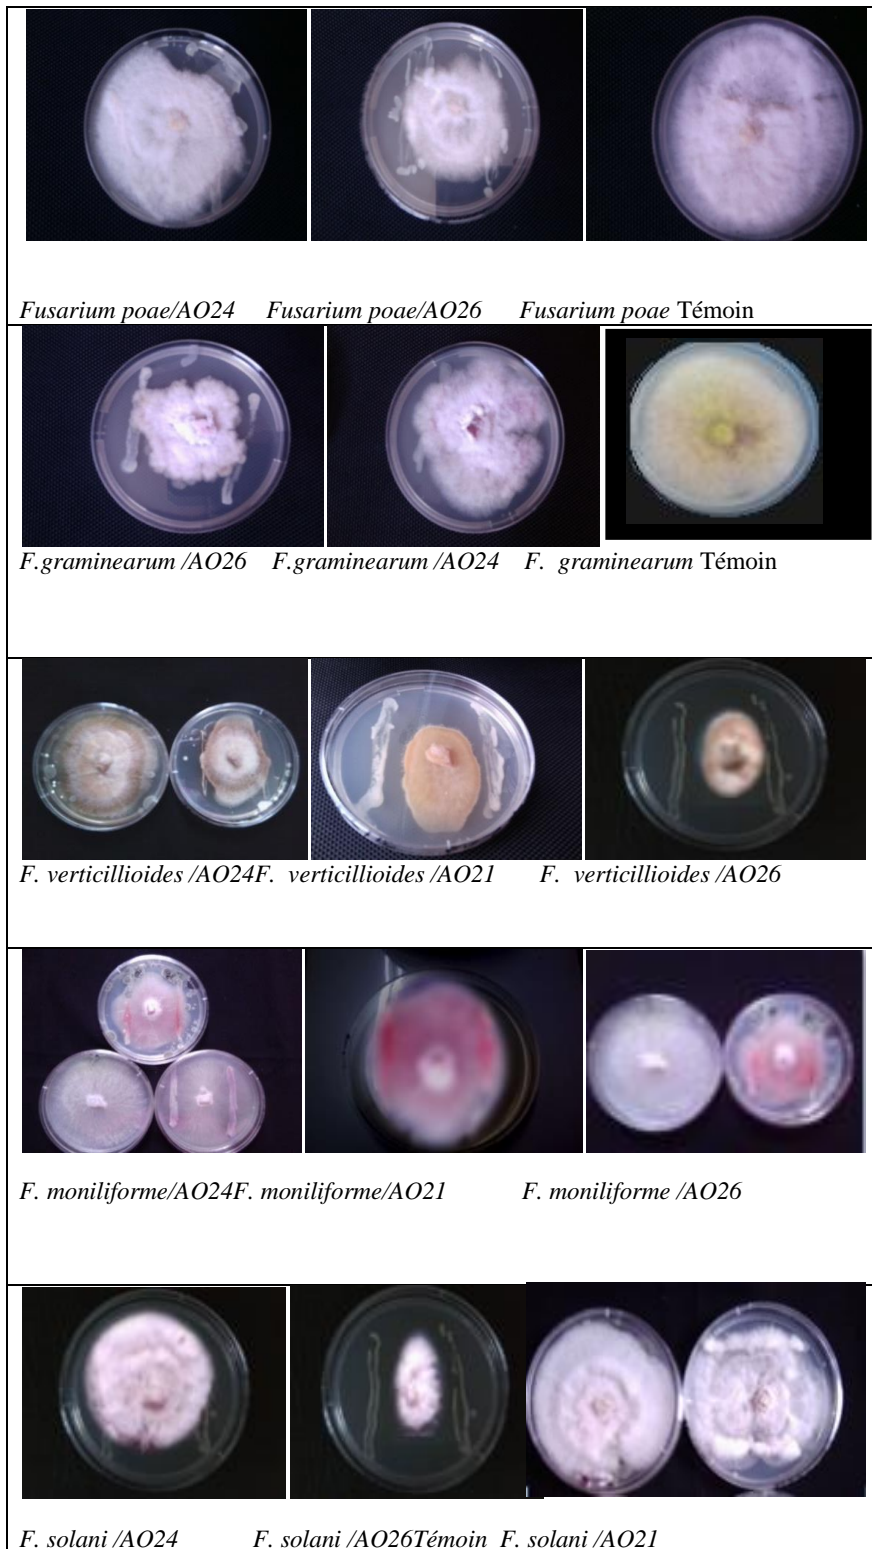 Fusarium poae/AO24 Fusarium poae/AO26 Fusarium poae Témoin
F.graminearum /AO26 F.graminearum /AO24 F. graminearum Témoin
F. verticillioides /AO24F. verticillioides /AO21 F. verticillioides /AO26
F. moniliforme/AO24F. moniliforme/AO21 F. moniliforme /AO26
F. solani /AO24 F. solani /AO26Témoin F. solani /AO21